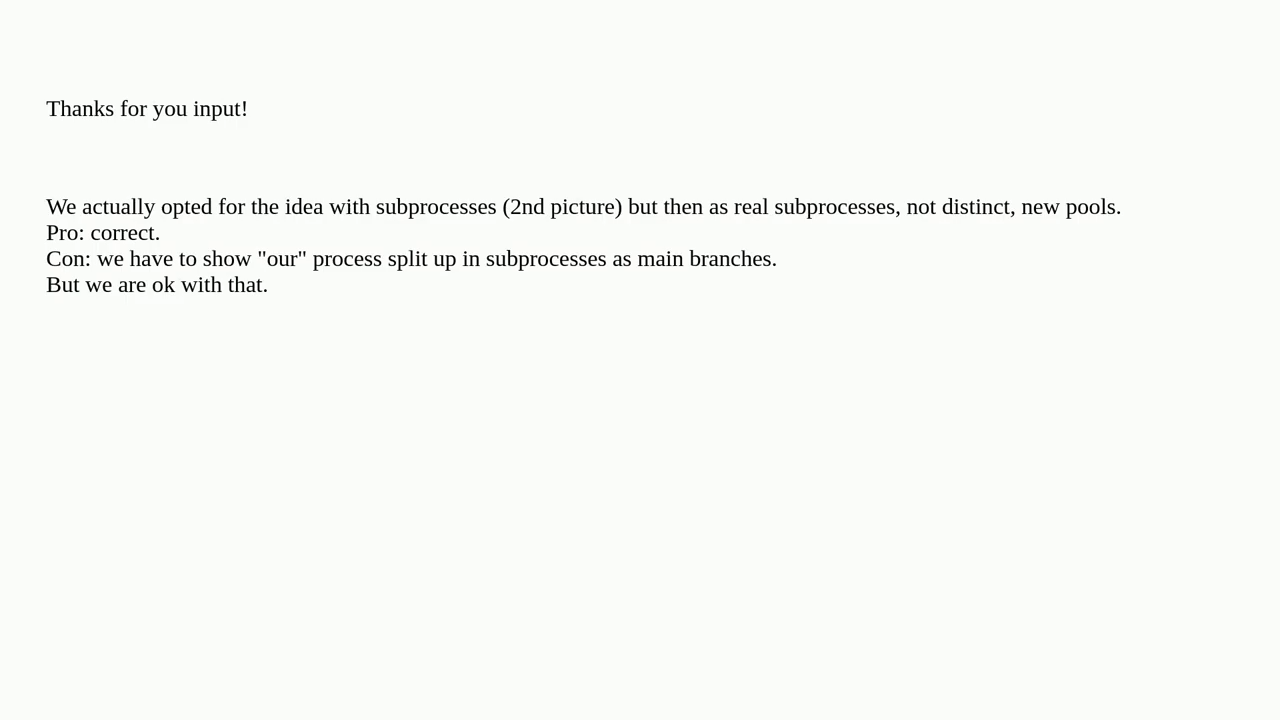 Thanks for you input!
We actually opted for the idea with subprocesses (2nd picture) but then as real subprocesses, not distinct, new pools.
Pro: correct.
Con: we have to show "our" process split up in subprocesses as main branches.
But we are ok with that.